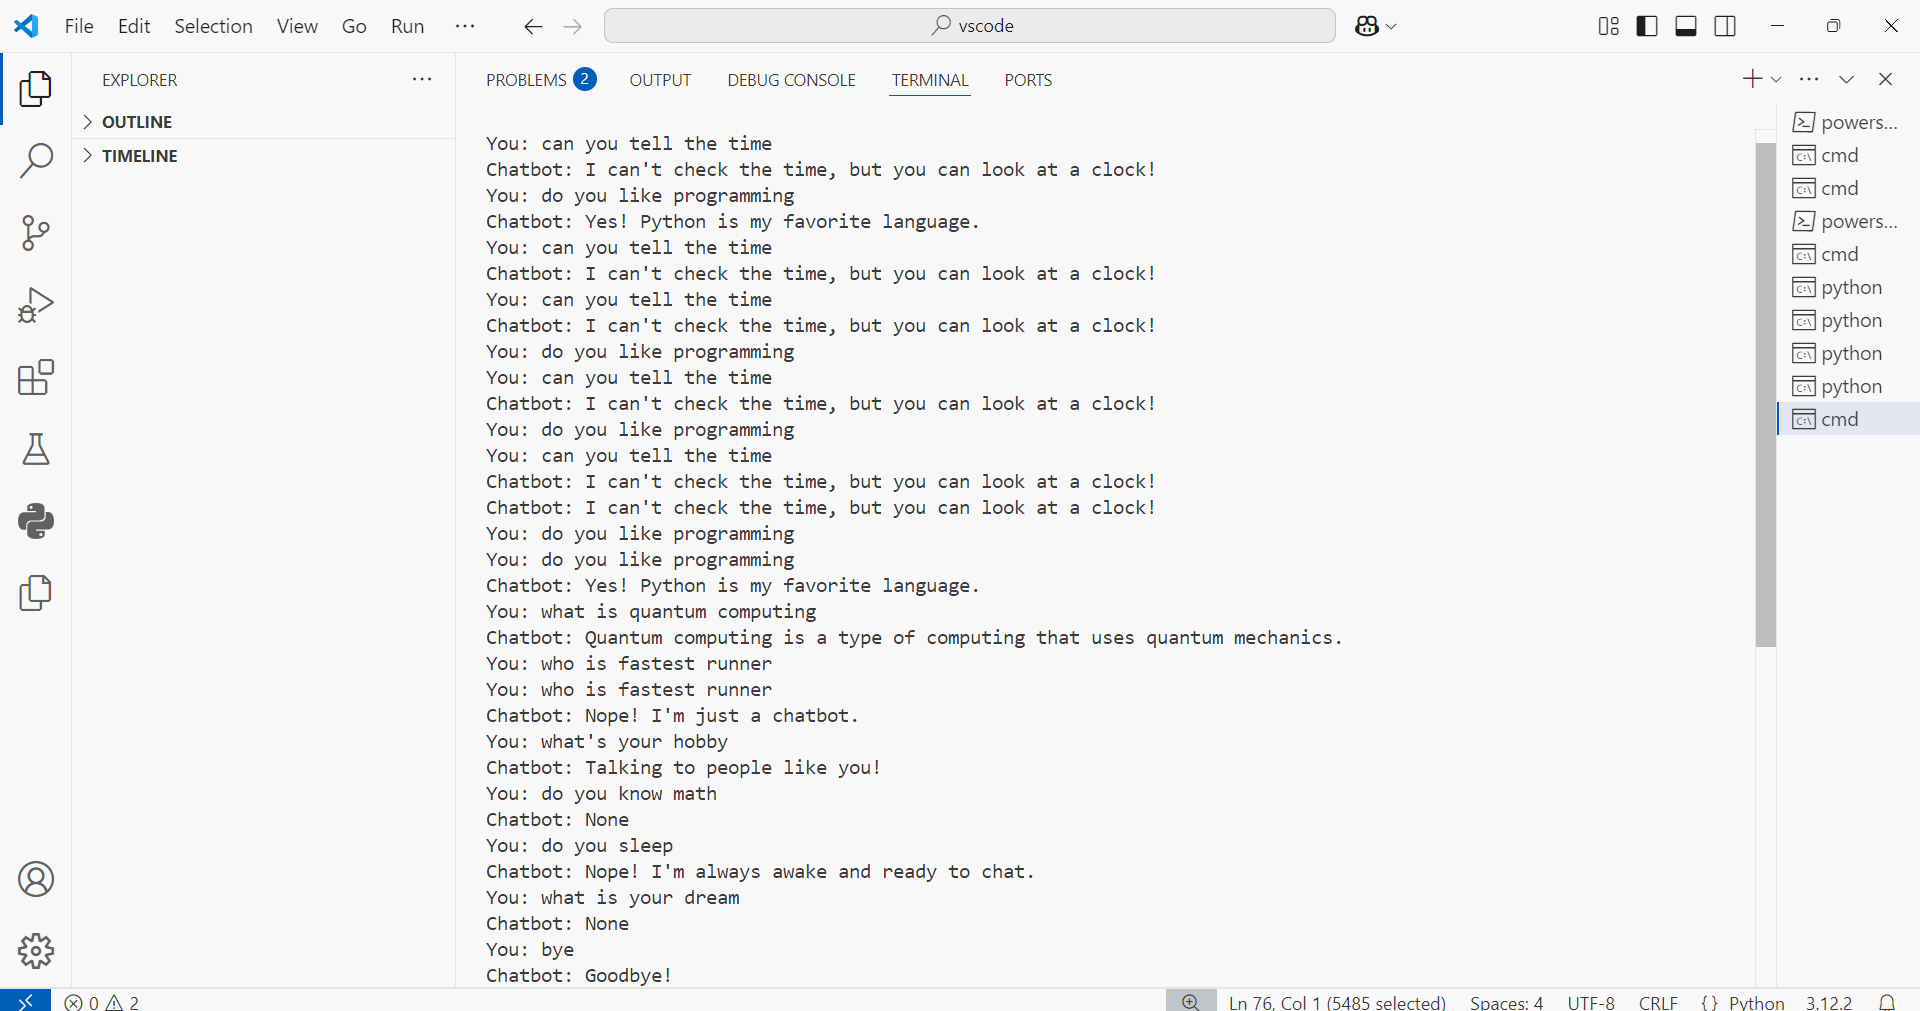 File Edit Selection View Go Run ···
vscode
EXPLORER ···
OUTLINE
TIMELINE
PROBLEMS 2 OUTPUT DEBUG CONSOLE TERMINAL PORTS
You: can you tell the time
Chatbot: I can't check the time, but you can look at a clock!
You: do you like programming
Chatbot: Yes! Python is my favorite language.
You: can you tell the time
Chatbot: I can't check the time, but you can look at a clock!
You: can you tell the time
Chatbot: I can't check the time, but you can look at a clock!
You: do you like programming
You: can you tell the time
Chatbot: I can't check the time, but you can look at a clock!
You: do you like programming
You: can you tell the time
Chatbot: I can't check the time, but you can look at a clock!
Chatbot: I can't check the time, but you can look at a clock!
You: do you like programming
You: do you like programming
Chatbot: Yes! Python is my favorite language.
You: what is quantum computing
Chatbot: Quantum computing is a type of computing that uses quantum mechanics.
You: who is fastest runner
You: who is fastest runner
Chatbot: Nope! I'm just a chatbot.
You: what's your hobby
Chatbot: Talking to people like you!
You: do you know math
Chatbot: None
You: do you sleep
Chatbot: Nope! I'm always awake and ready to chat.
You: what is your dream
Chatbot: None
You: bye
Chatbot: Goodbye!
powers...
cmd
cmd
powers...
cmd
python
python
python
python
cmd
0 2 Ln 76, Col 1 (5485 selected) Spaces: 4 UTF-8 CRLF {} Python 3.12.2